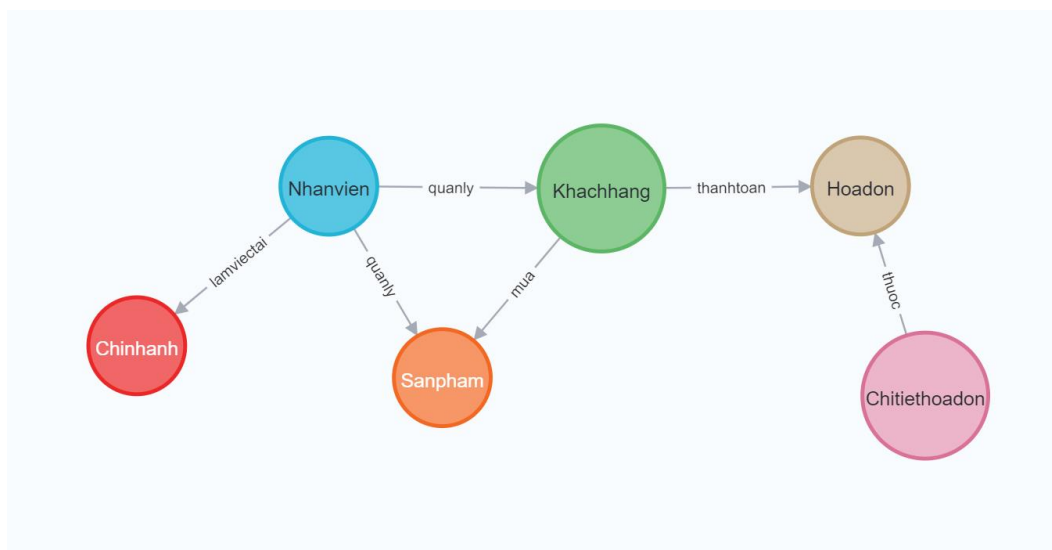 Nhanvien
quanly
Khachhang
thanhtoan
Hoadon
lamviectai
quanly
mua
thuoc
Chinhanh
Sanpham
Chitiethoadon